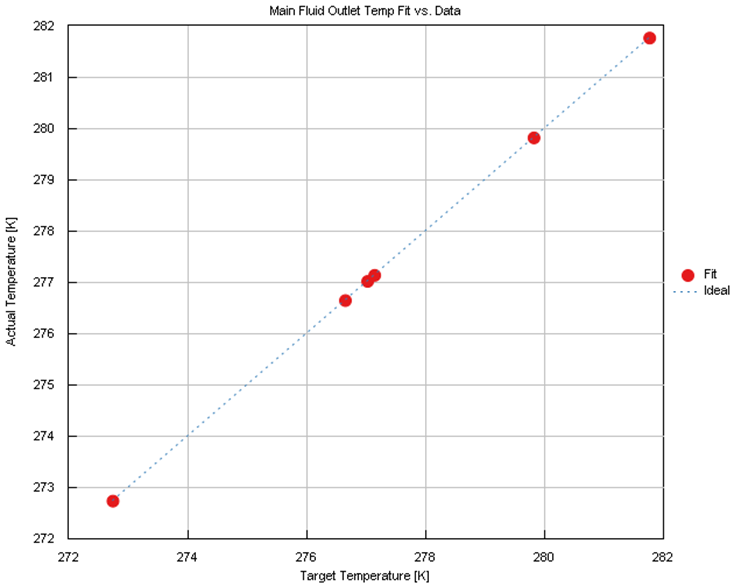 Main Fluid Outlet Temp Fit vs. Data
282
281
280
279
278
277
276
275
274
273
272
Actual Temperature [K]
272 274 276 278 280 282
Target Temperature [K]
Fit
Ideal